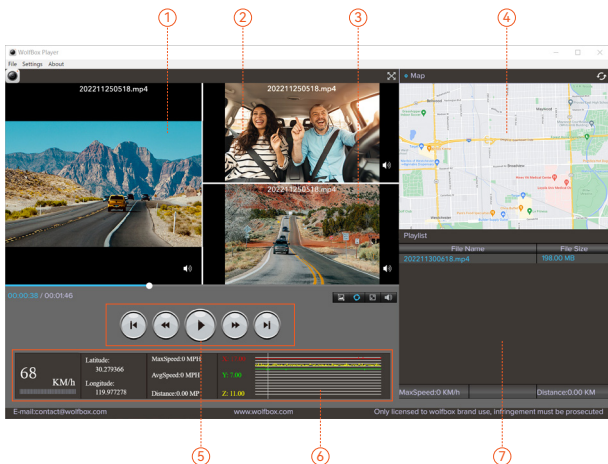 1 2 3 4
Wolfbox Player
File Settings About
202211250518.mp4
202211250518.mp4
202211250518.mp4
Map
Playlist
File Name File Size
202211300618.mp4 198.00 MB
00:00:38 / 00:01:46
68 KM/h
Latitude:
30.279366
Longitude:
119.977278
MaxSpeed:0 MPH
AvgSpeed:0 MPH
Distance:0.00 MP
Y: 7.00
Z: 11.00
MaxSpeed:0 KM/h Distance:0.00 KM
E-mail:contact@wolfbox.com www.wolfbox.com Only licensed to wolfbox brand use, infringement must be prosecuted
5 6 7